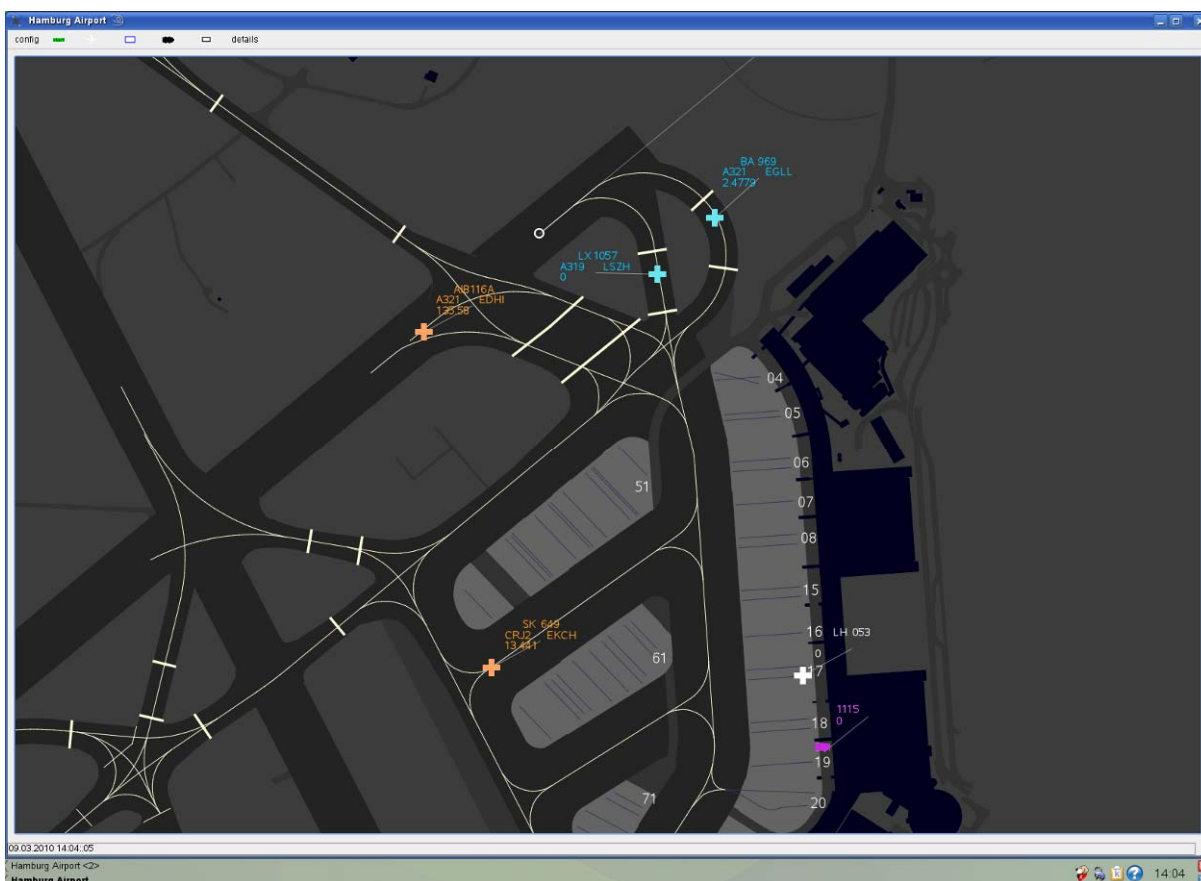 Hamburg Airport
config details
BA 969
A321 EGLL
2.4779
LX 1057
A319 LSZH
0
AIB116A
A321 EDHI
135.58
04
05
06
51
07
08
15
SK 649
CRJ2 EKCH
13.441
16 LH 053
0
61
17
1115
18 0
19
71
20
09.03.2010 14:04:05
Hamburg Airport <2>
Hamburg Airport
14:04